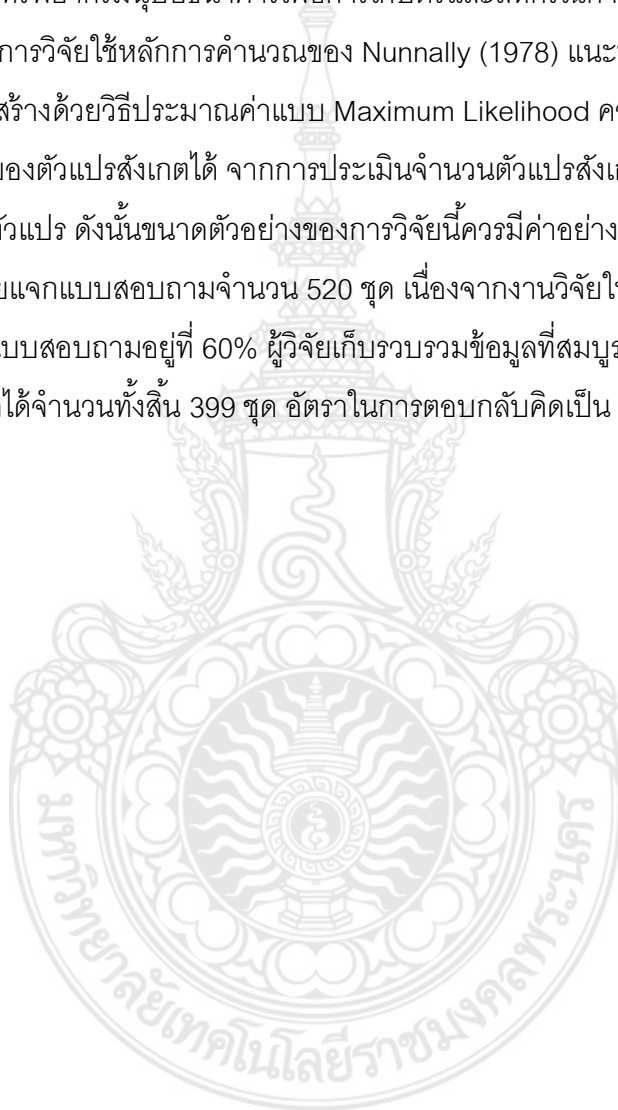 การวิจัยใช้หลักการคำนวณของ Nunnally (1978)
สร้างด้วยวิธีประมาณค่าแบบ Maximum Likelihood
ของตัวแปรสังเกตได้ จากการประเมินจำนวนตัวแปร
ตัวแปร ดังนั้นขนาดตัวอย่างของการวิจัยนี้ควรมีค่าอย่าง
แจกแบบสอบถามจำนวน 520 ชุด เนื่องจากงานวิจัย
แบบสอบถามอยู่ที่ 60% ผู้วิจัยเก็บรวบรวมข้อมูลที่
ได้จำนวนทั้งสิ้น 399 ชุด อัตราในการตอบกลับคิดเป็น
มหาวิทยาลัยเทคโนโลยีราชมงคลพระนคร